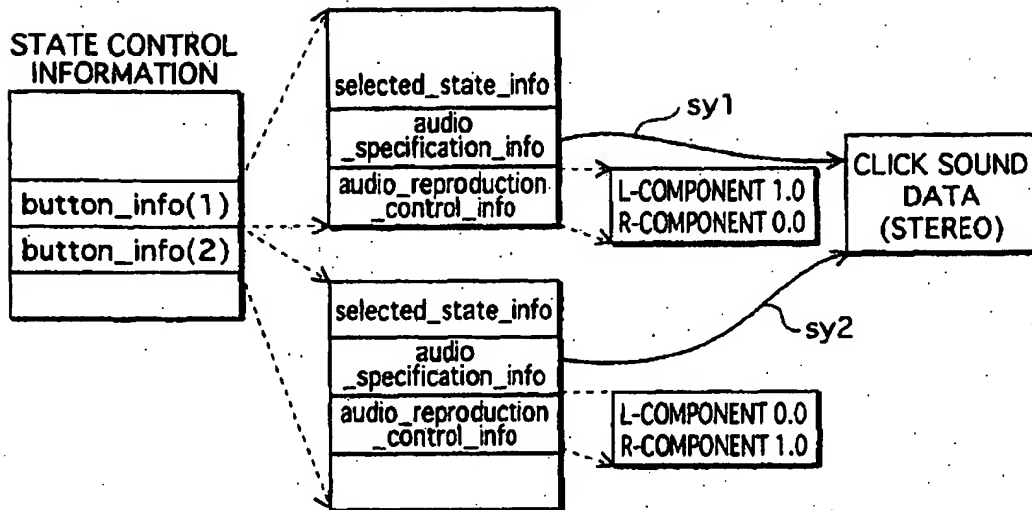 STATE CONTROL
INFORMATION
button_info(1)
button_info(2)
selected_state_info
audio
_specification_info
audio_reproduction
_control_info
sy1
L-COMPONENT 1.0
R-COMPONENT 0.0
CLICK SOUND
DATA
(STEREO)
selected_state_info
audio
_specification_info
audio_reproduction
_control_info
sy2
L-COMPONENT 0.0
R-COMPONENT 1.0